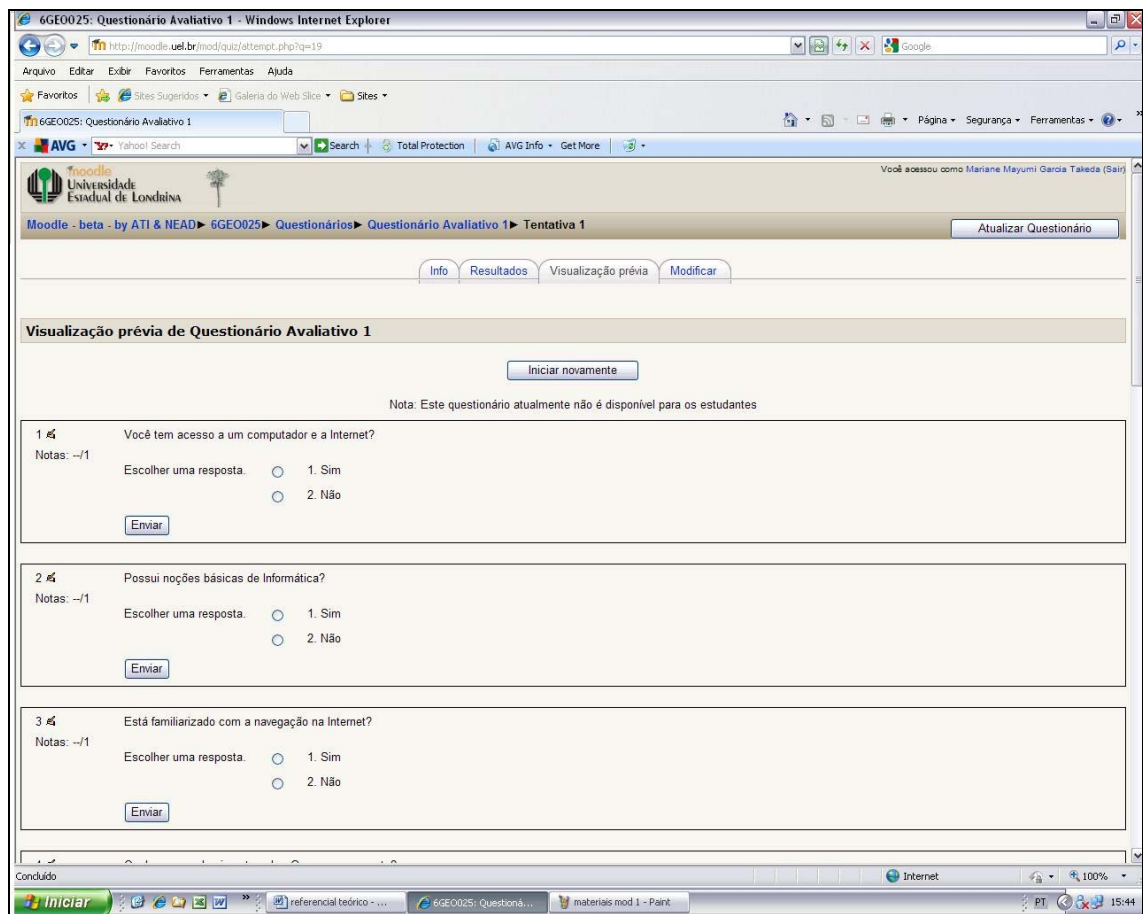 6GEO025: Questionário Avaliativo 1 - Windows Internet Explorer
http://moodle.uel.br/mod/quiz/attempt.php?q=19
Google
Arquivo Editar Exibir Favoritos Ferramentas Ajuda
Favoritos Sites Sugeridos Galeria do Web Slice Sites
6GEO025: Questionário Avaliativo 1
Página Segurança Ferramentas
AVG Yahoo! Search Search Total Protection AVG Info Get More
moodle
Universidade
Estadual de Londrina
Você acessou como Mariane Mayumi Garcia Takeda (Sair)
Moodle - beta - by ATI & NEAD► 6GEO025► Questionários► Questionário Avaliativo 1► Tentativa 1
Atualizar Questionário
Info Resultados Visualização prévia Modificar
Visualização prévia de Questionário Avaliativo 1
Iniciar novamente
Nota: Este questionário atualmente não é disponível para os estudantes
1 Você tem acesso a um computador e a Internet?
Notas: --/1
Escolher uma resposta. 1. Sim
2. Não
Enviar
2 Possui noções básicas de Informática?
Notas: --/1
Escolher uma resposta. 1. Sim
2. Não
Enviar
3 Está familiarizado com a navegação na Internet?
Notas: --/1
Escolher uma resposta. 1. Sim
2. Não
Enviar
Concluído Internet 100%
Iniciar referencial teórico - ... 6GEO025: Questioná... materiais mod 1 - Paint PT 15:44